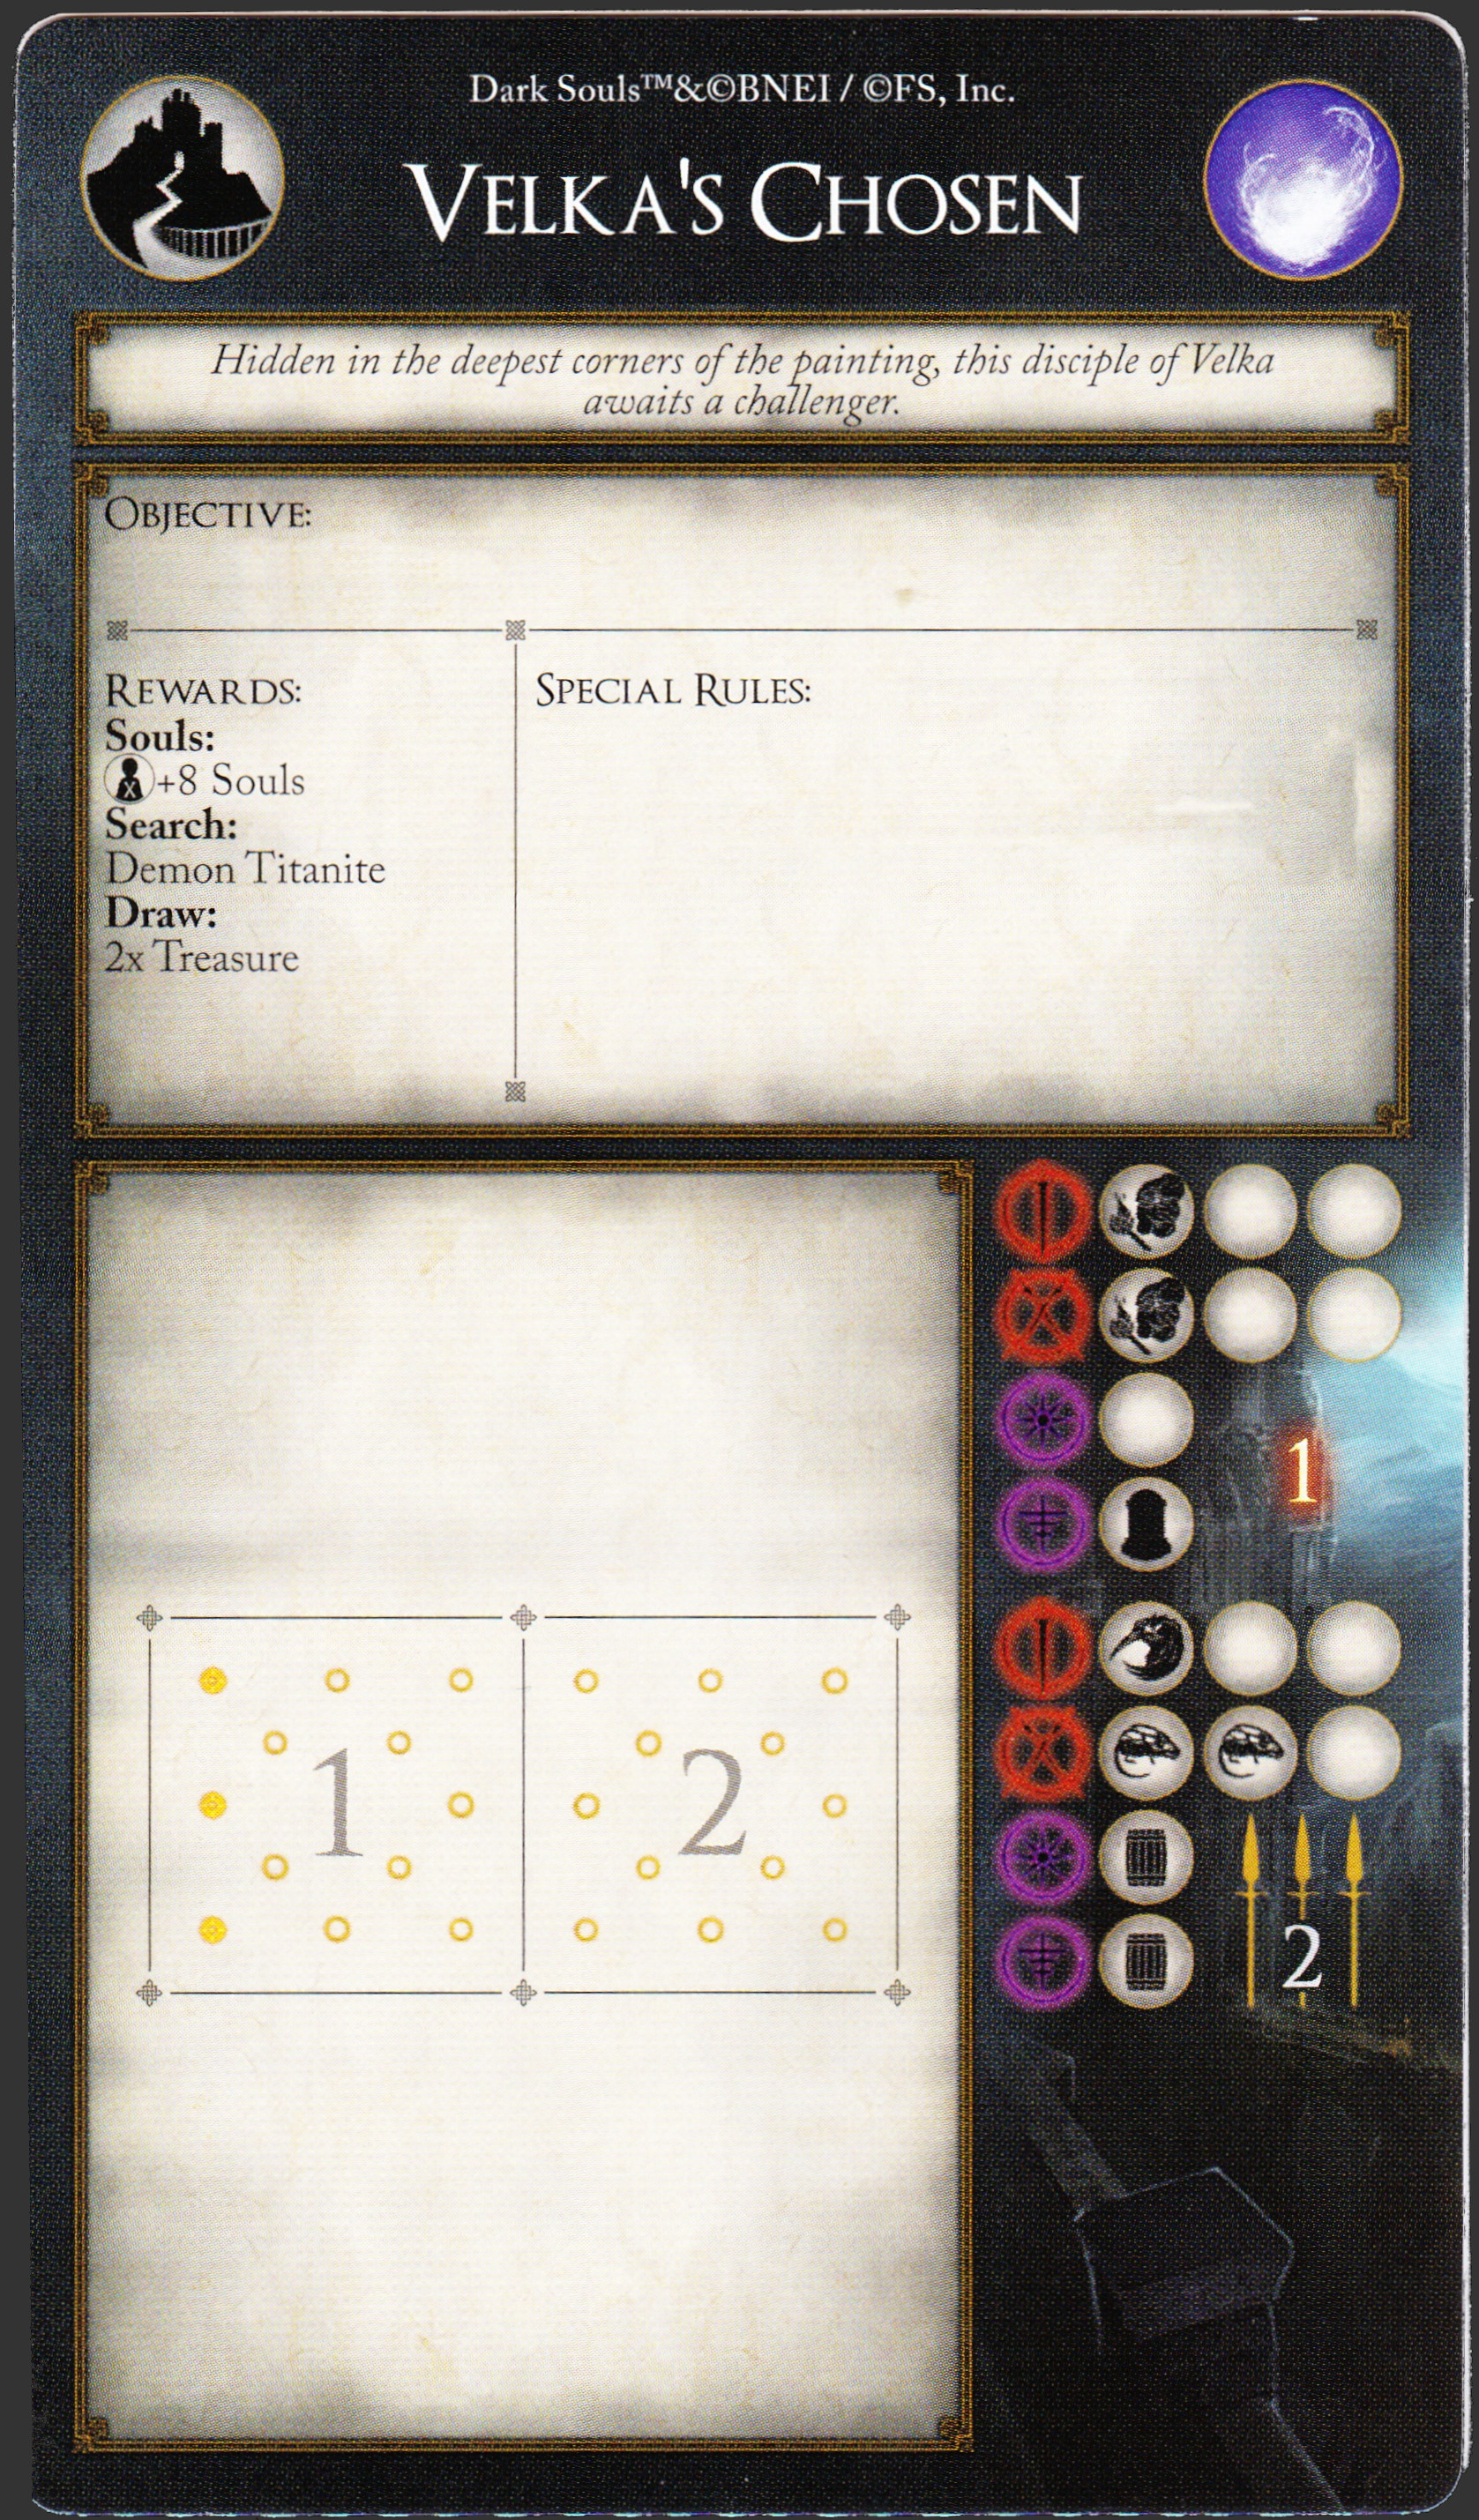 Dark Souls™&©BNEI / ©FS, Inc.
Velka's Chosen
Hidden in the deepest corners of the painting, this disciple of Velka
awaits a challenger.
Objective:
Rewards:
Souls:
+8 Souls
Search:
Demon Titanite
Draw:
2x Treasure
Special Rules:
1
2
1
2